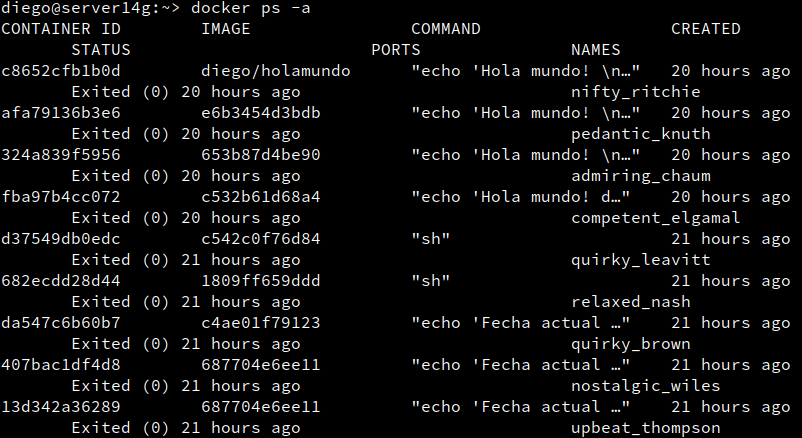 diego@server14g:~> docker ps -a
CONTAINER ID        IMAGE               COMMAND                  CREATED
       STATUS                        PORTS               NAMES
c8652cfb1b0d        diego/holamundo      "echo 'Hola mundo! \n…"   20 hours ago
       Exited (0) 20 hours ago                           nifty_ritchie
afa79136b3e6        e6b3454d3bdb         "echo 'Hola mundo! \n…"   20 hours ago
       Exited (0) 20 hours ago                           pedantic_knuth
324a839f5956        653b87d4be90         "echo 'Hola mundo! \n…"   20 hours ago
       Exited (0) 20 hours ago                           admiring_chaum
fba97b4cc072        c532b61d68a4         "echo 'Hola mundo! d…"   20 hours ago
       Exited (0) 20 hours ago                           competent_elgamal
d37549db0edc        c542c0f76d84         "sh"                      21 hours ago
       Exited (0) 21 hours ago                           quirky_leavitt
682ecdd28d44        1809ff659ddd         "sh"                      21 hours ago
       Exited (0) 21 hours ago                           relaxed_nash
da547c6b60b7        c4ae01f79123         "echo 'Fecha actual …"    21 hours ago
       Exited (0) 21 hours ago                           quirky_brown
407bac1df4d8        687704e6ee11         "echo 'Fecha actual …"    21 hours ago
       Exited (0) 21 hours ago                           nostalgic_wiles
13d342a36289        687704e6ee11         "echo 'Fecha actual …"    21 hours ago
       Exited (0) 21 hours ago                           upbeat_thompson